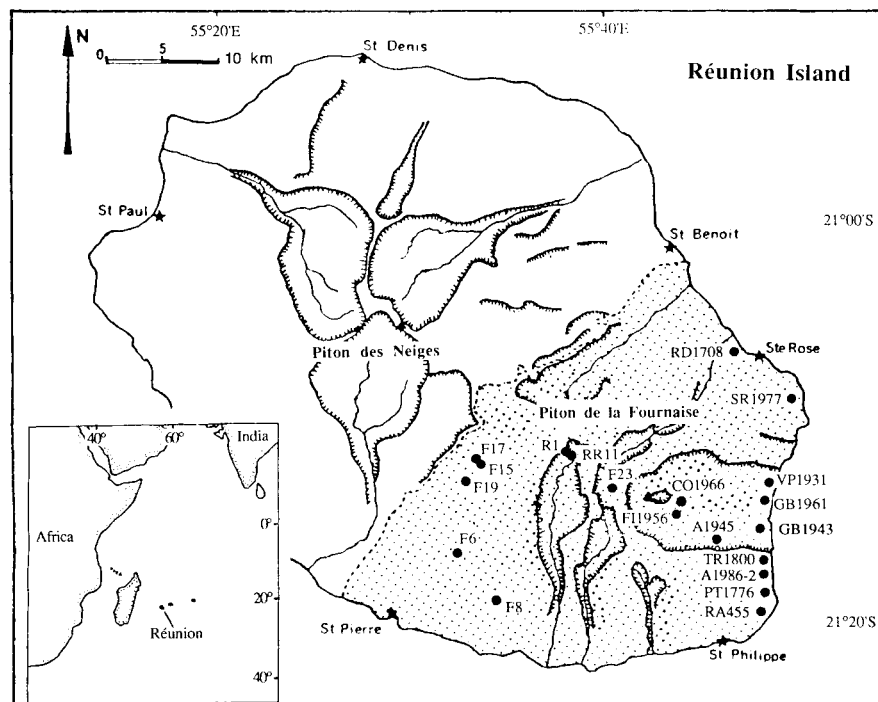 55°20'E
55°40'E
N
0 5 10 km
St Denis
Réunion Island
St Paul
21°00'S
St Benoit
Piton des Neiges
RD1708
Ste Rose
SR1977
Piton de la Fournaise
F17
F15
F19
R1
RR11
F23
CO1966
VP1931
GB1961
FI1956
A1945
GB1943
F6
TR1800
A1986-2
PT1776
RA455
F8
St Pierre
St Philippe
21°20'S
40° 60°
India
Africa
0°
20°
Réunion
40°